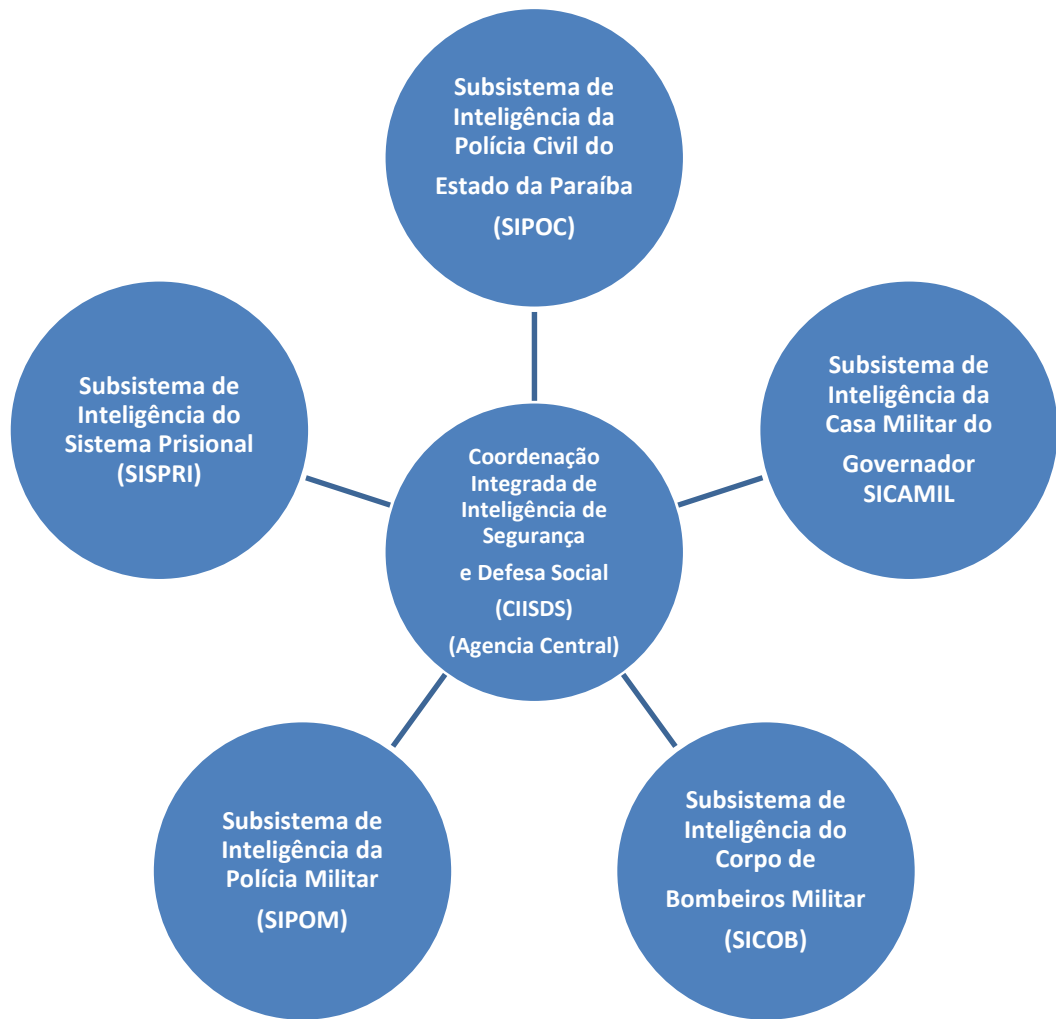 Subsistema de
Inteligência da
Polícia Civil do
Estado da Paraíba
(SIPOC)
Subsistema de
Inteligência da
Casa Militar do
Governador
SICAMIL
Subsistema de
Inteligência do
Sistema Prisional
(SISPRI)
Coordenação
Integrada de
Inteligência de
Segurança
e Defesa Social
(CIISDS)
(Agencia Central)
Subsistema de
Inteligência do
Corpo de
Bombeiros Militar
(SICOB)
Subsistema de
Inteligência da
Polícia Militar
(SIPOM)